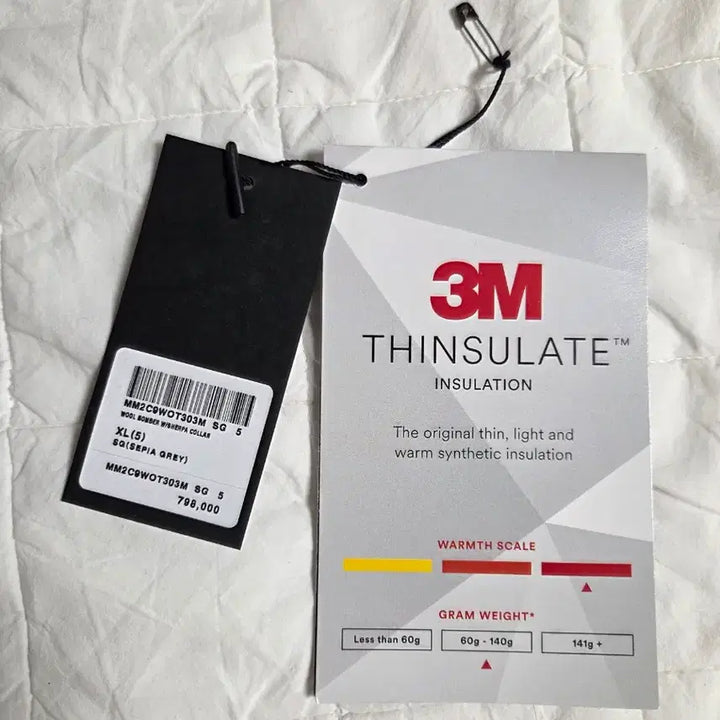 MM2C9WOT303M SG 5
WOOL BOMBER W/SHERPA COLLAR
XL(5)
SG(SEPIA GREY)
MM2C9WOT303M SG 5
798,000
3M
THINSULATE™
INSULATION
The original thin, light and
warm synthetic insulation
WARMTH SCALE
GRAM WEIGHT*
Less than 60g 60g - 140g 141g +